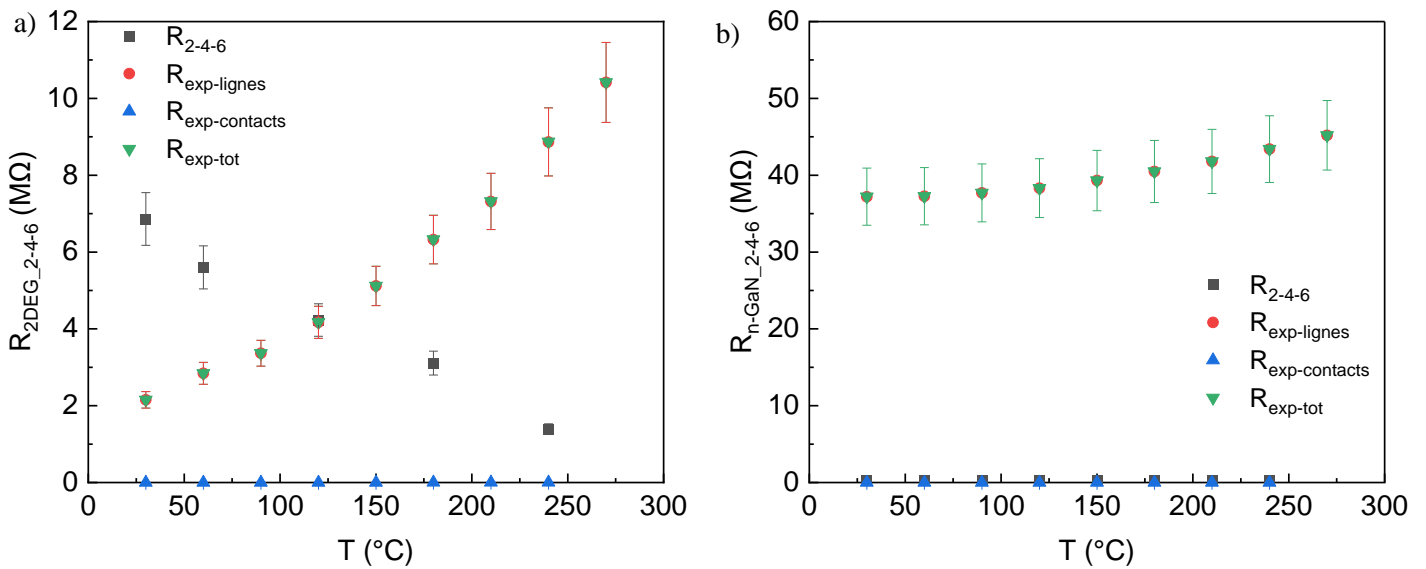 a)
12
10
8
6
4
2
0
R2-4-6
Rexp-lignes
Rexp-contacts
Rexp-tot
R2DEG_2-4-6 (MΩ)
0 50 100 150 200 250 300
T (°C)
b)
60
50
40
30
20
10
0
R2-4-6
Rexp-lignes
Rexp-contacts
Rexp-tot
Rn-GaN_2-4-6 (MΩ)
0 50 100 150 200 250 300
T (°C)